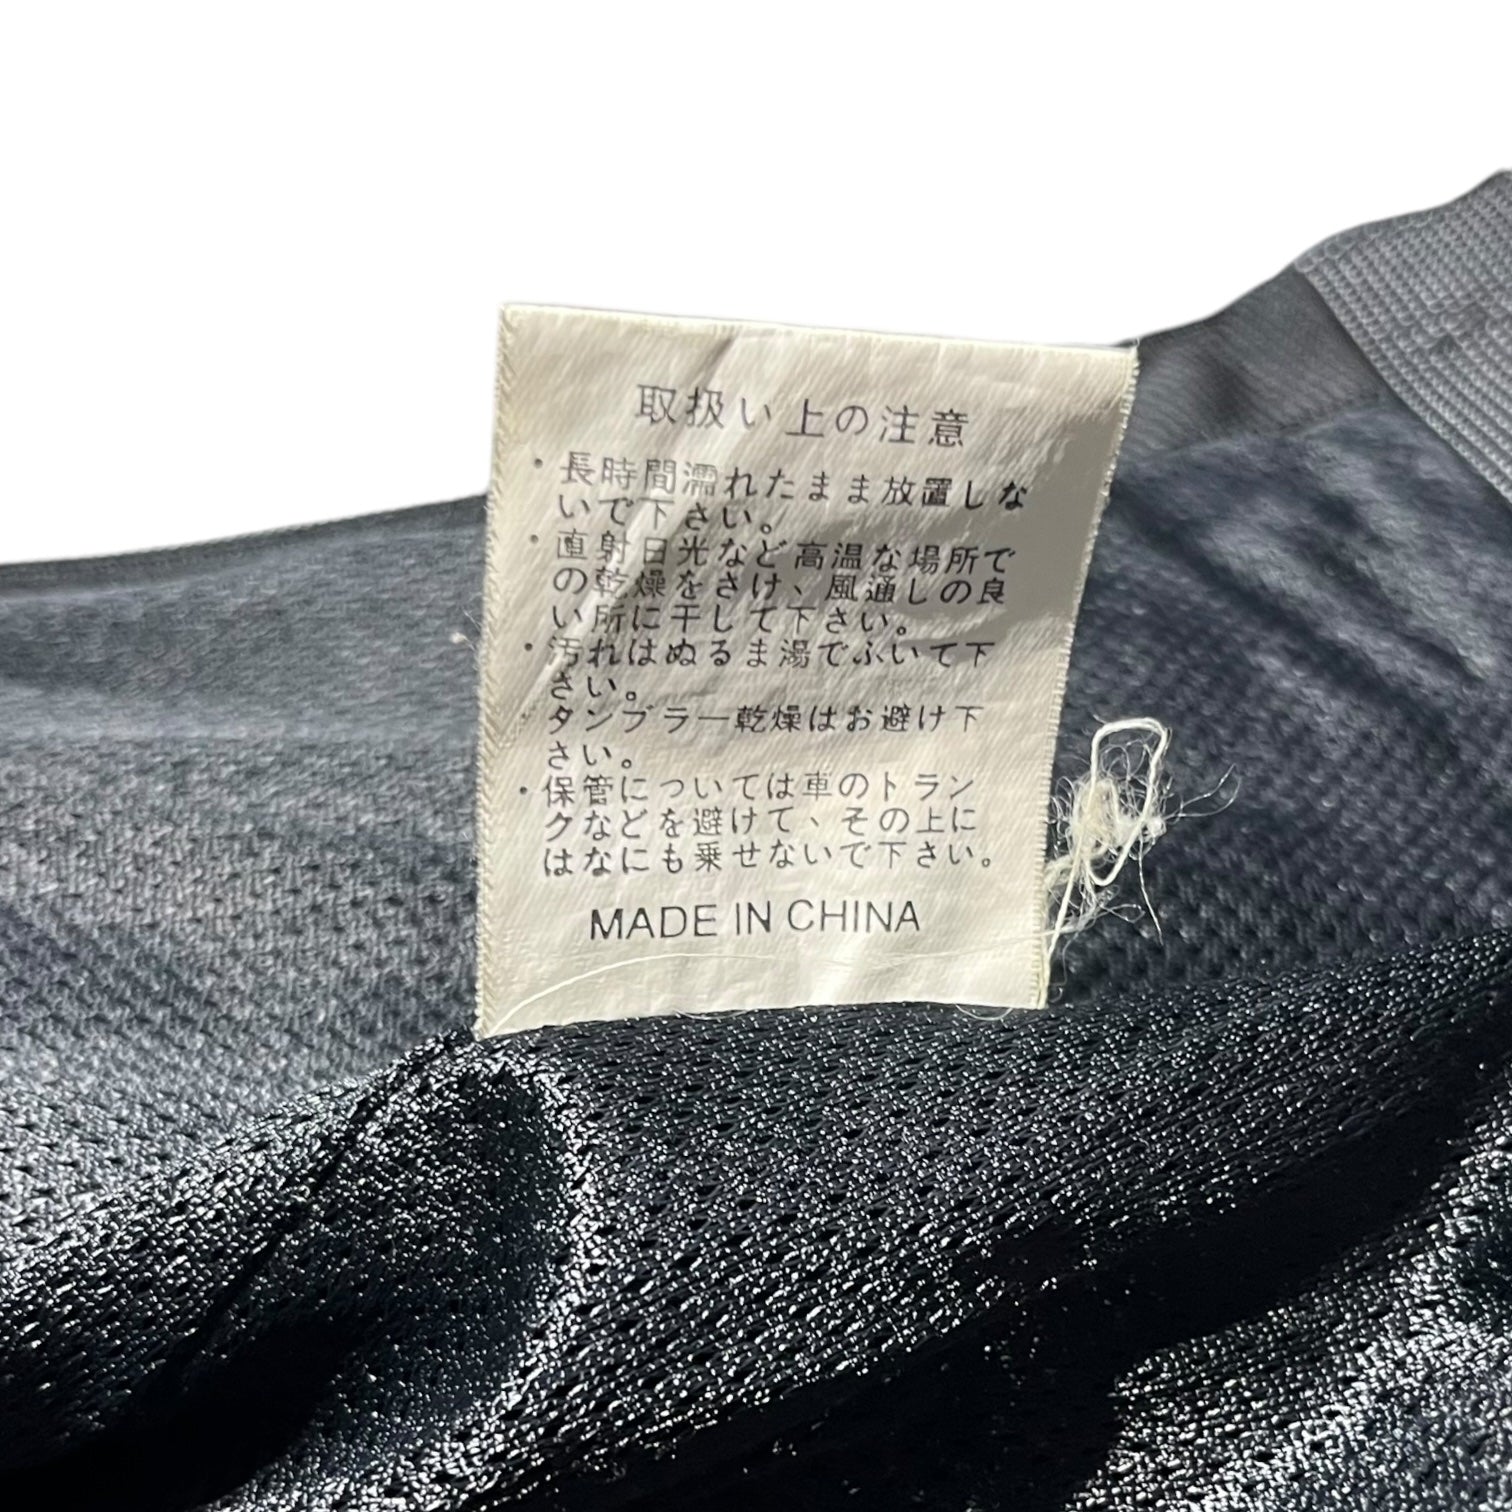 取扱い上の注意
・長時間濡れたまま放置しな
いで下さい。
・直射日光など高温な場所で
の乾燥をさけ、風通しの良
い所に干して下さい。
・汚れはぬるま湯でふいて下
さい。
・タンブラー乾燥はお避け下
さい。
・保管については車のトラン
クなどを避けて、その上に
はなにも乗せないで下さい。
MADE IN CHINA